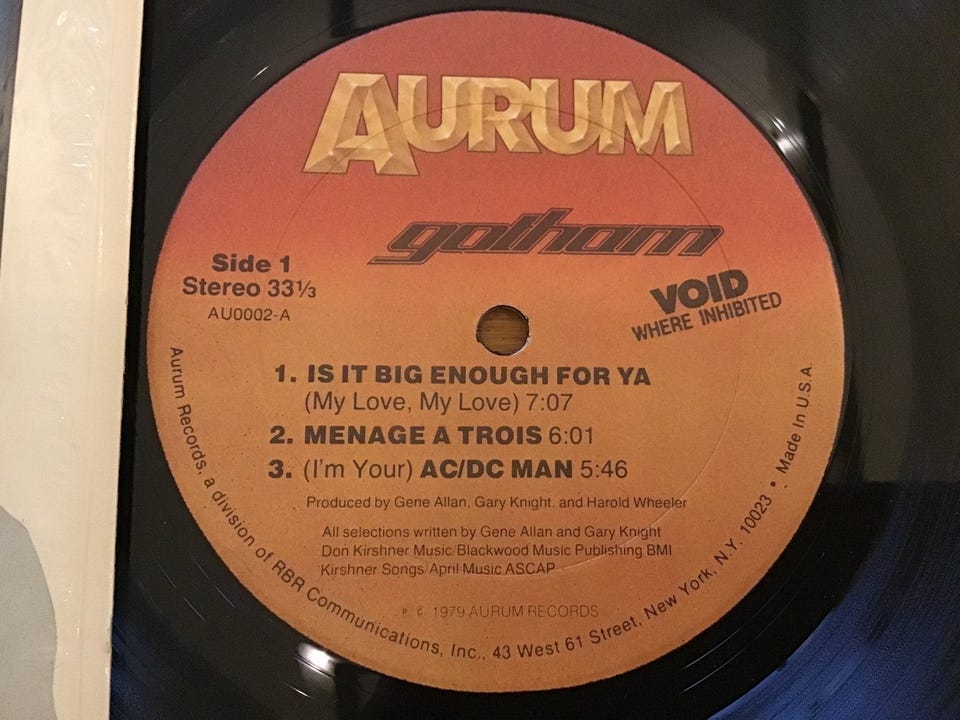 AURUM
gotham
Side 1
Stereo 33⅓
AU0002-A
VOID
WHERE INHIBITED
1. IS IT BIG ENOUGH FOR YA
(My Love, My Love) 7:07
2. MENAGE A TROIS 6:01
3. (I'm Your) AC/DC MAN 5:46
Produced by Gene Allan, Gary Knight, and Harold Wheeler
All selections written by Gene Allan and Gary Knight
Don Kirshner Music/Blackwood Music Publishing BMI
Kirshner Songs/April Music ASCAP
P C 1979 AURUM RECORDS
Aurum Records, a division of RBR Communications, Inc., 43 West 61 Street, New York, N.Y. 10023 • Made In U.S.A.